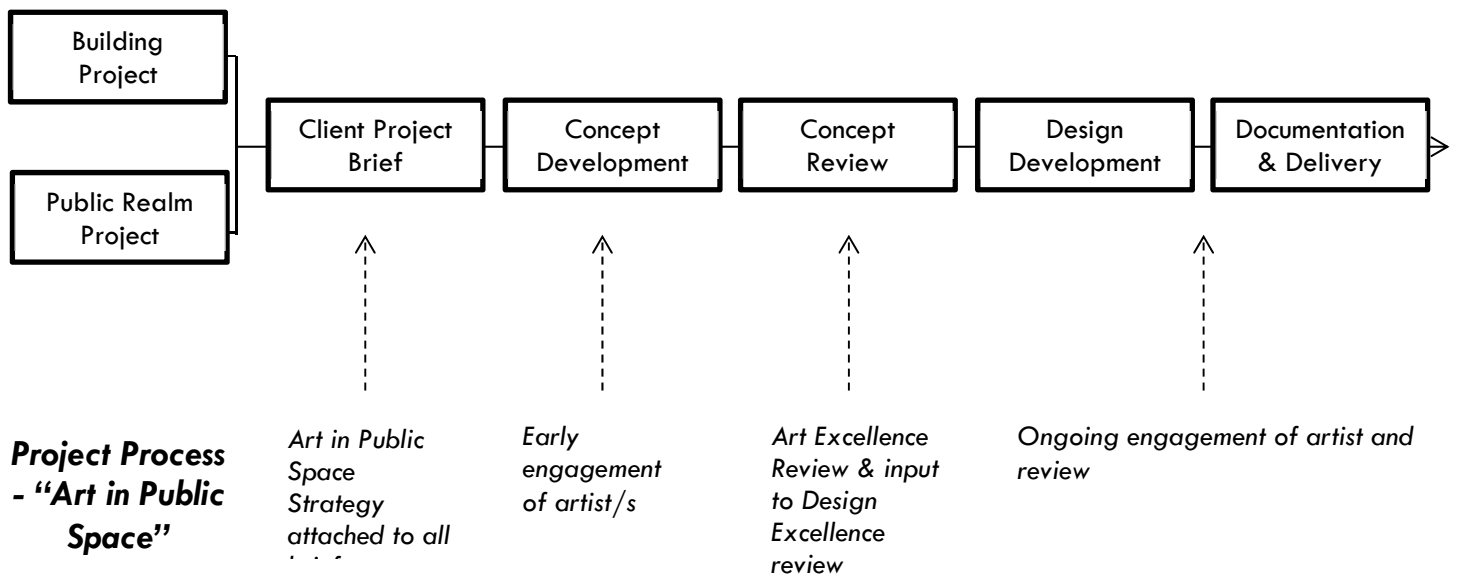 Building
Project
Public Realm
Project
Client Project
Brief
Concept
Development
Concept
Review
Design
Development
Documentation
& Delivery
Project Process
- “Art in Public
Space”
Art in Public
Space
Strategy
attached to all
Early
engagement
of artist/s
Art Excellence
Review & input
to Design
Excellence
review
Ongoing engagement of artist and
review